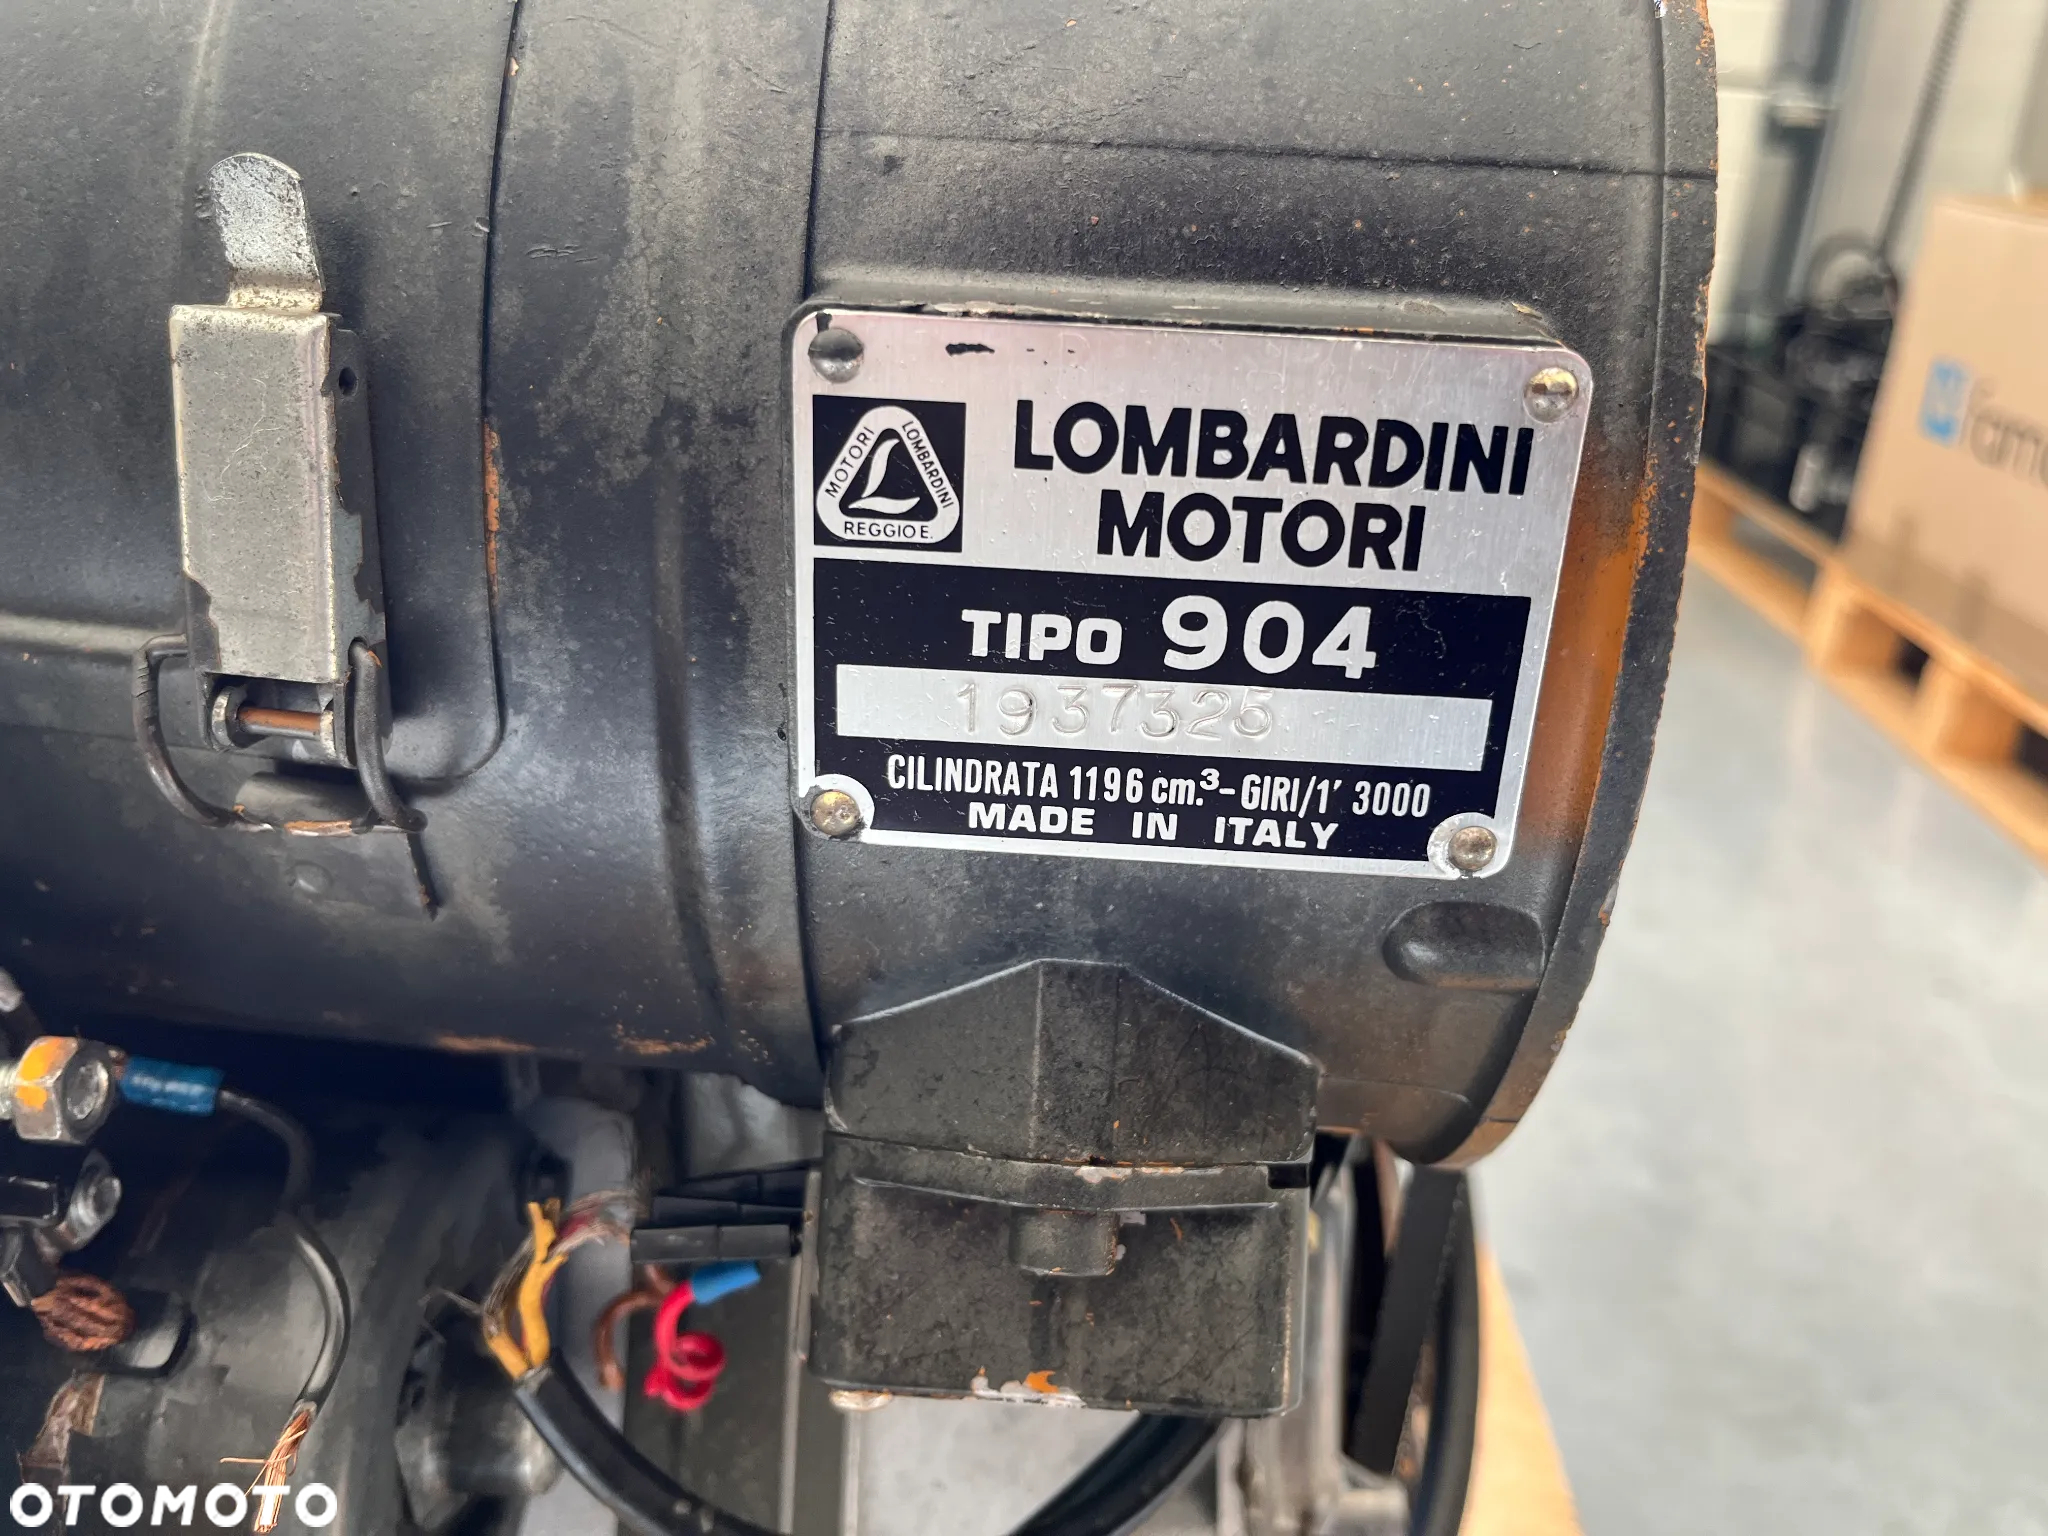 MOTORI LOMBARDINI
REGGIO E.
LOMBARDINI
MOTORI
TIPO 904
1937325
CILINDRATA 1196 cm.³-GIRI/1' 3000
MADE IN ITALY
OTOMOTO